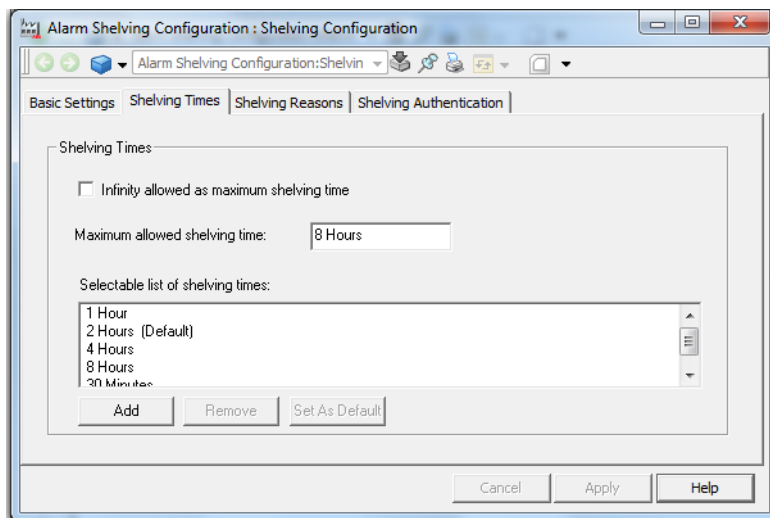 Alarm Shelving Configuration : Shelving Configuration
Alarm Shelving Configuration:Shelvin
Basic Settings Shelving Times Shelving Reasons Shelving Authentication
Shelving Times
Infinity allowed as maximum shelving time
Maximum allowed shelving time: 8 Hours
Selectable list of shelving times:
1 Hour
2 Hours (Default)
4 Hours
8 Hours
30 Minutes
Add Remove Set As Default
Cancel Apply Help